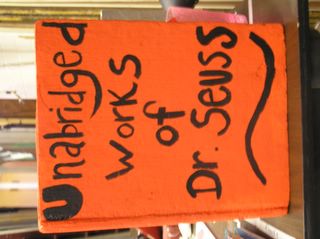 Unabridged
Works
of
Dr. Seuss